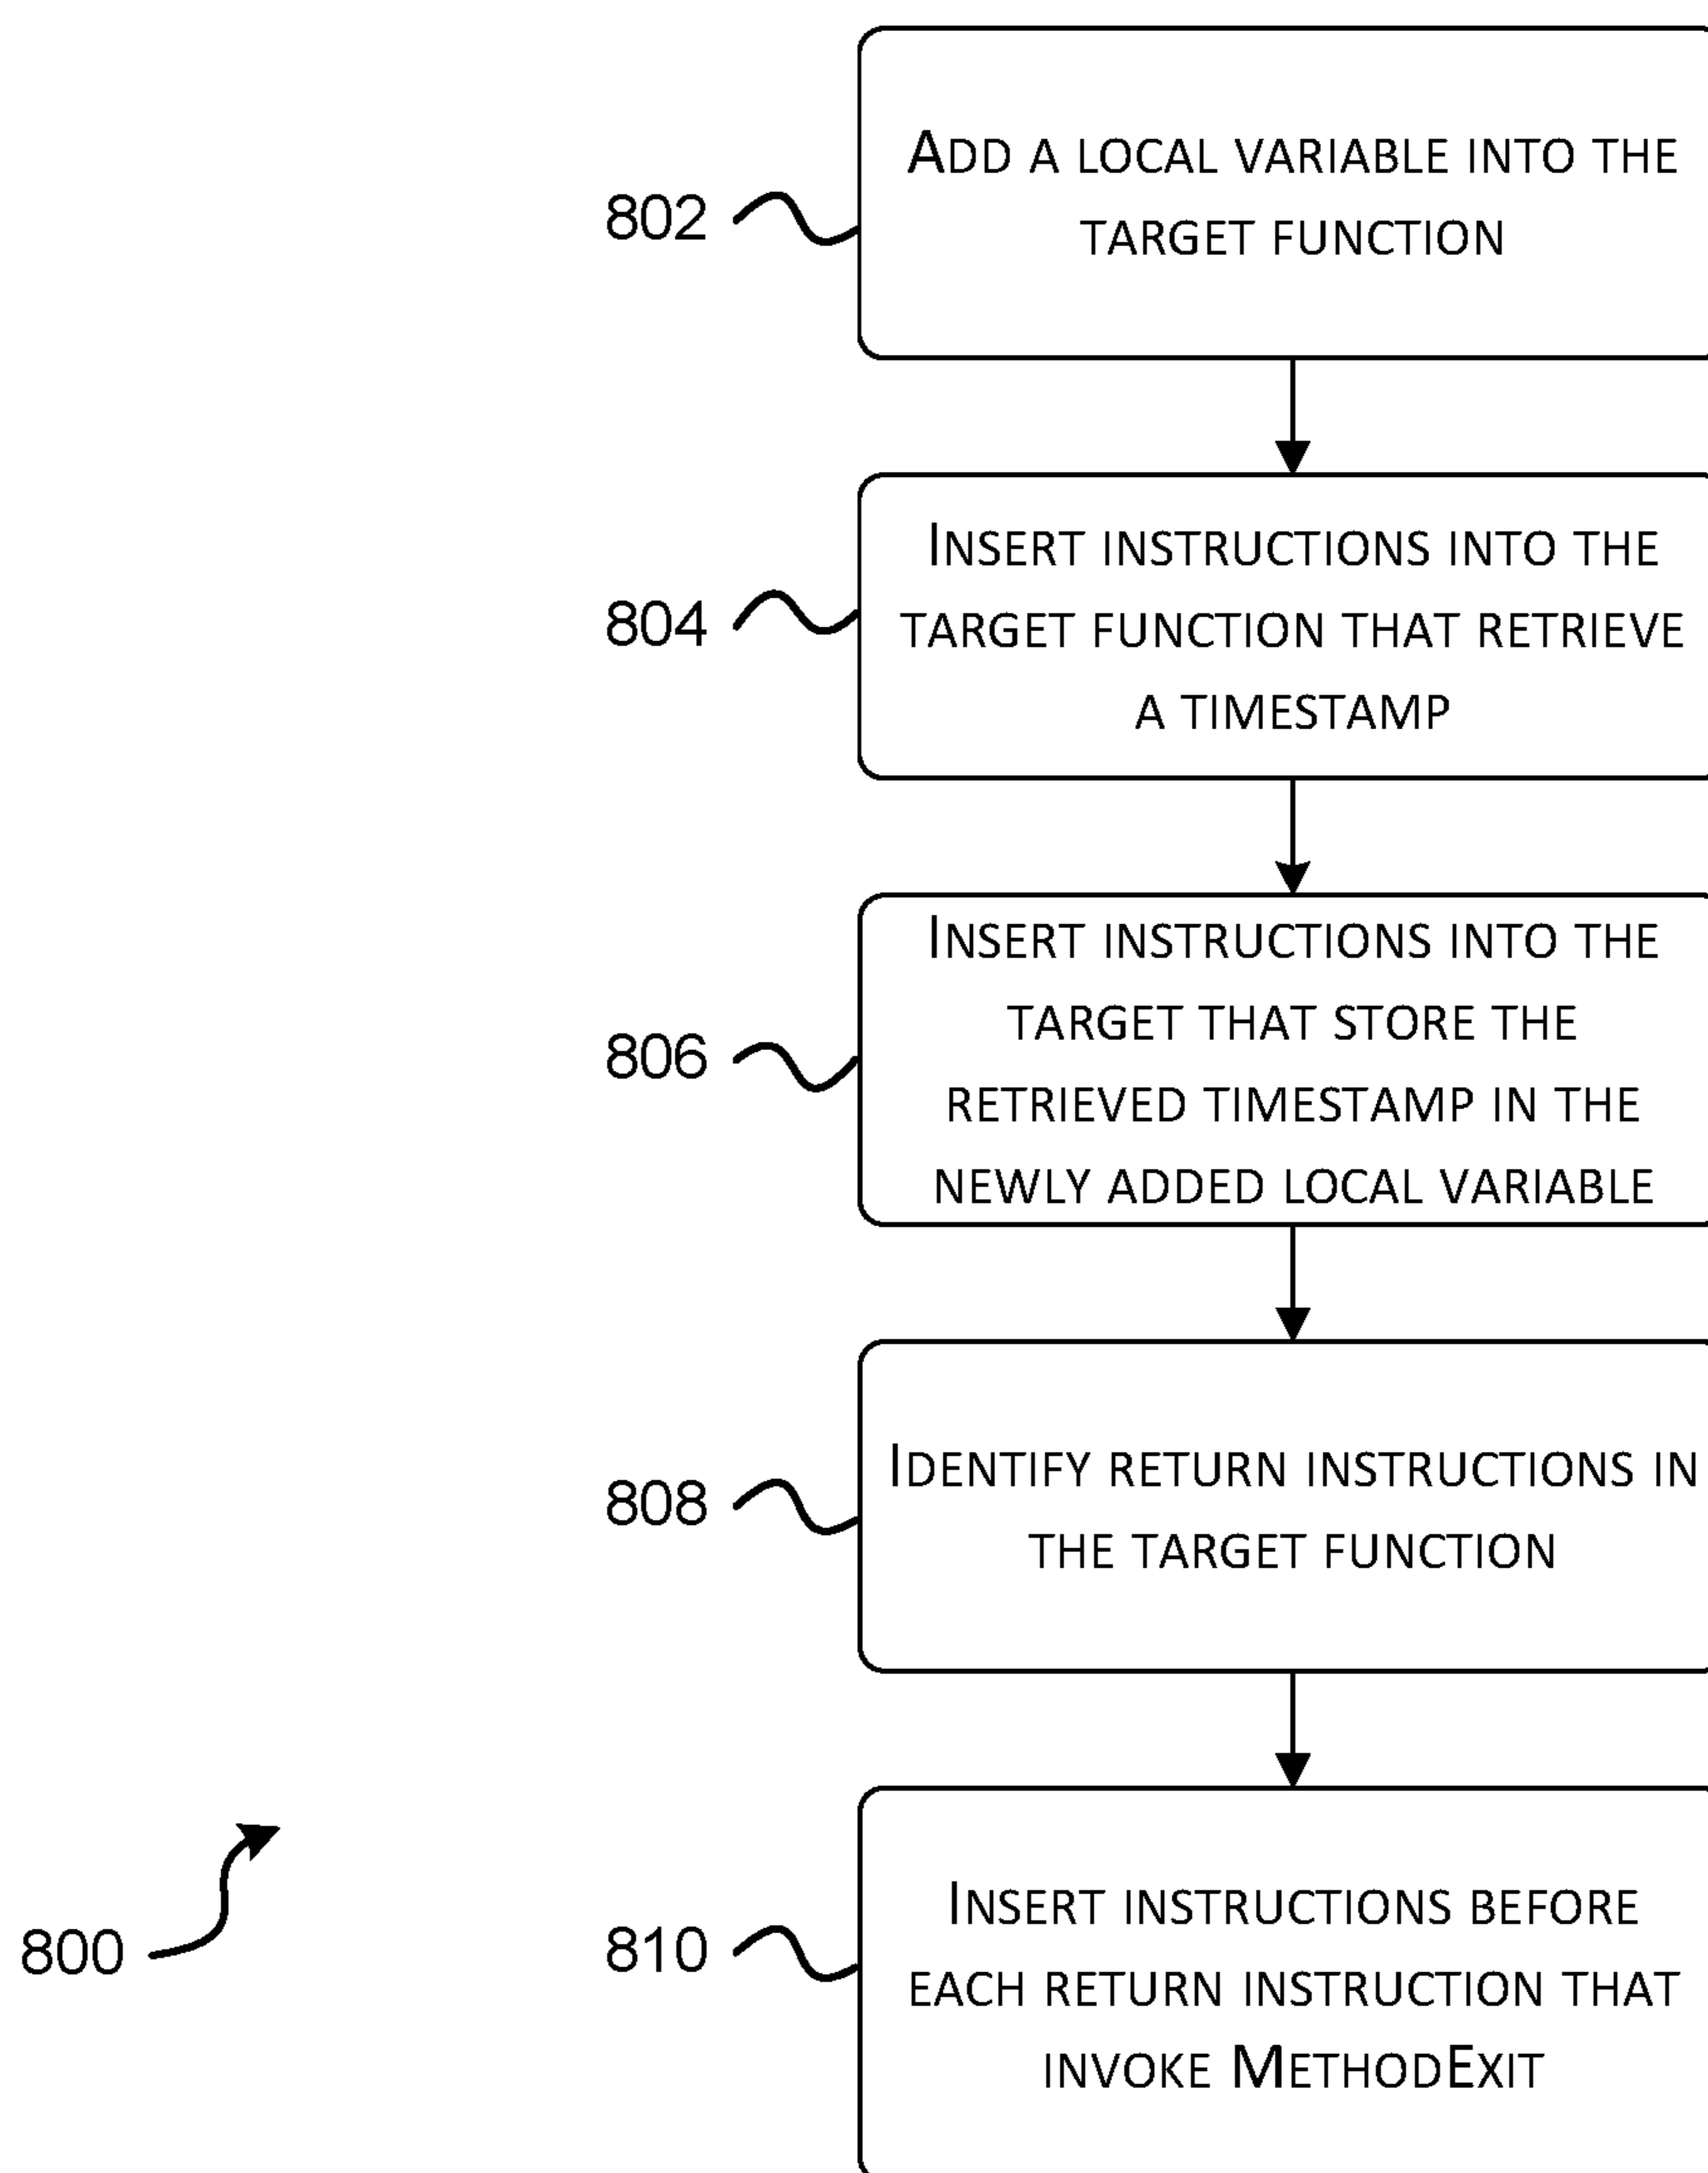 802
ADD A LOCAL VARIABLE INTO THE
TARGET FUNCTION
804
INSERT INSTRUCTIONS INTO THE
TARGET FUNCTION THAT RETRIEVE
A TIMESTAMP
806
INSERT INSTRUCTIONS INTO THE
TARGET THAT STORE THE
RETRIEVED TIMESTAMP IN THE
NEWLY ADDED LOCAL VARIABLE
808
IDENTIFY RETURN INSTRUCTIONS IN
THE TARGET FUNCTION
800
810
INSERT INSTRUCTIONS BEFORE
EACH RETURN INSTRUCTION THAT
INVOKE METHODEXIT